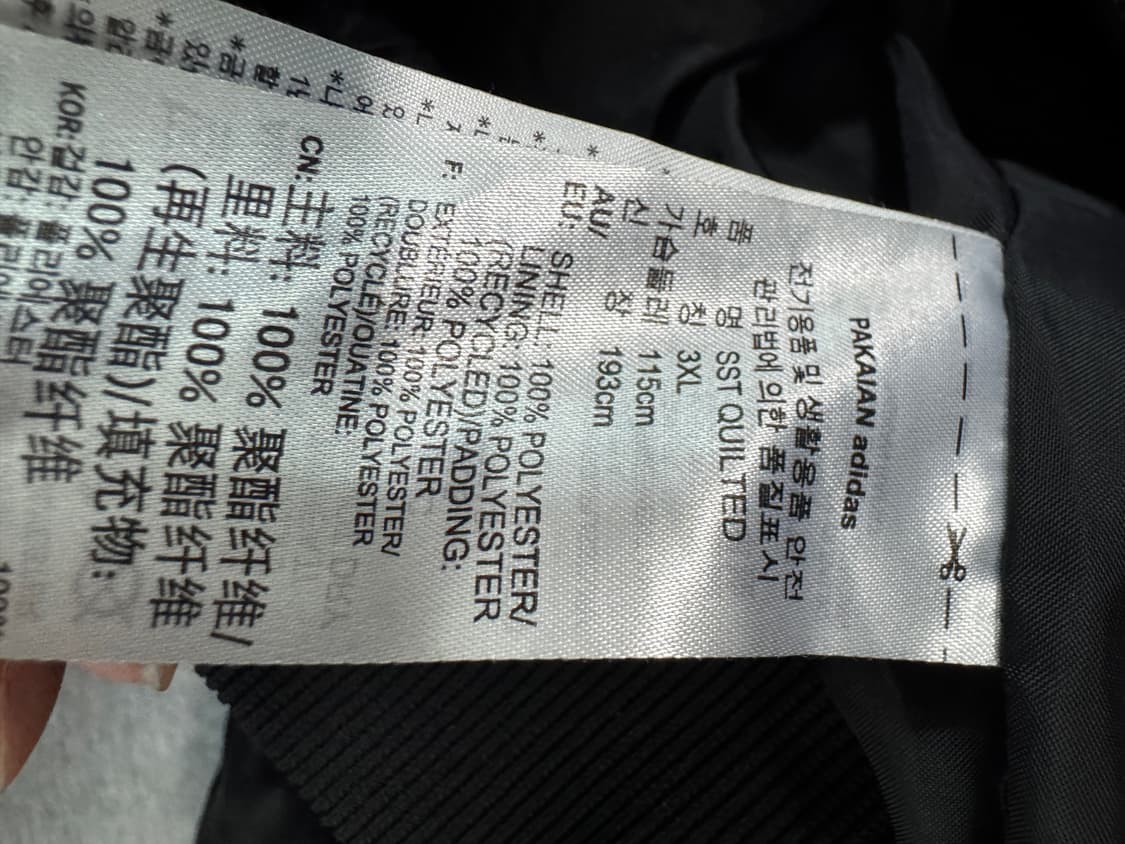 PAKAIAN adidas
전기용품 및 생활용품 안전
관리법에 의한 품질표시
품 명 SST QUILTED
호 칭 3XL
가슴둘레 115cm
신 장 193cm
AU/
EU: SHELL: 100% POLYESTER/
LINING: 100% POLYESTER
(RECYCLED)/PADDING:
100% POLYESTER
F: EXTERIEUR: 100% POLYESTER/
DOUBLURE: 100% POLYESTER
(RECYCLE)/OUATINE:
100% POLYESTER
CN:主料: 100% 聚酯纤维/
里料: 100% 聚酯纤维
(再生聚酯)/填充物:
100% 聚酯纤维
KOR:겉감: 폴리에스터
안감: